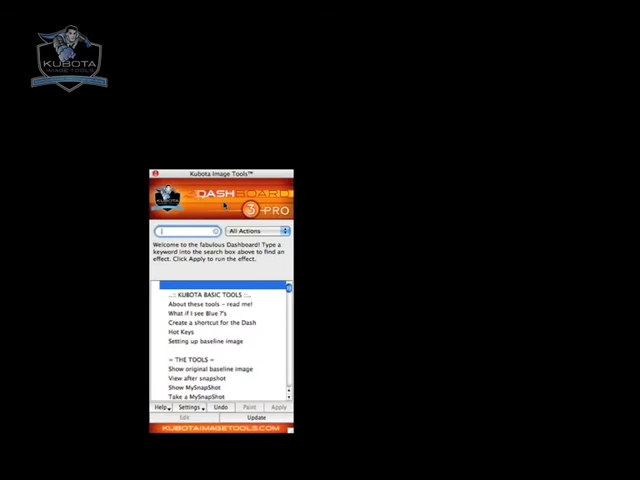 KUBOTA
IMAGE TOOLS
Kubota Image Tools™
DASHBOARD
3-PRO
All Actions
Welcome to the fabulous Dashboard! Type a
keyword into the search box above to find an
effect. Click Apply to run the effect.
..:: KUBOTA BASIC TOOLS ::..
About these tools - read me!
What if I see Blue ?'s
Create a shortcut for the Dash
Hot Keys
Setting up baseline image
= THE TOOLS =
Show original baseline image
View after snapshot
Show MySnapShot
Take a MySnapShot
Help Settings Undo Paint Apply
Edit Update
KUBOTAIMAGETOOLS.COM